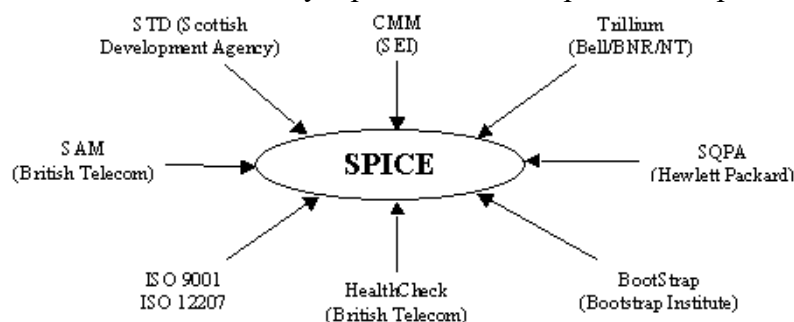 STD (Scottish
Development Agency)
CMM
(SEI)
Trillium
(Bell/BNR/NT)
SAM
(British Telecom)
SPICE
SQPA
(Hewlett Packard)
ISO 9001
ISO 12207
HealthCheck
(British Telecom)
BootStrap
(Bootstrap Institute)